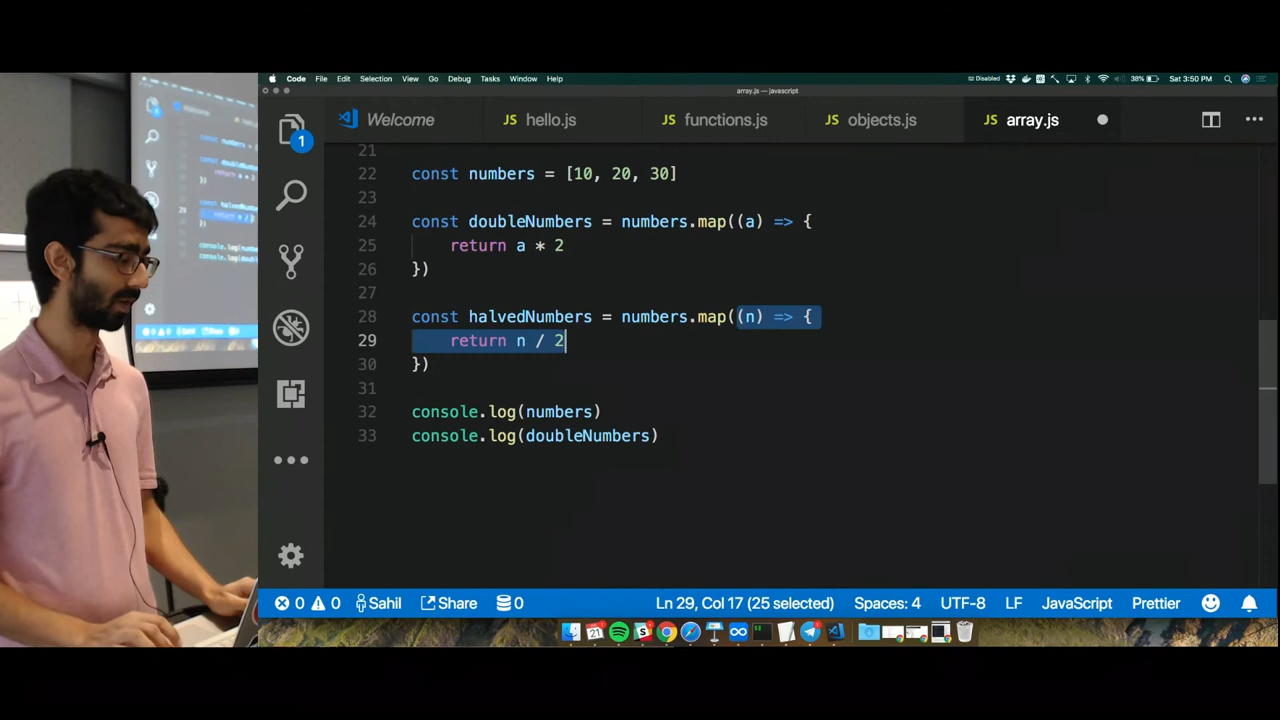 Code File Edit Selection View Go Debug Tasks Window Help
Disabled 38% Sat 3:50 PM
array.js — javascript
Welcome JS hello.js JS functions.js JS objects.js JS array.js
1
21
22 const numbers = [10, 20, 30]
23
24 const doubleNumbers = numbers.map((a) => {
25 return a * 2
26 })
27
28 const halvedNumbers = numbers.map((n) => {
29 return n / 2
30 })
31
32 console.log(numbers)
33 console.log(doubleNumbers)
0 0 Sahil Share 0 Ln 29, Col 17 (25 selected) Spaces: 4 UTF-8 LF JavaScript Prettier
21